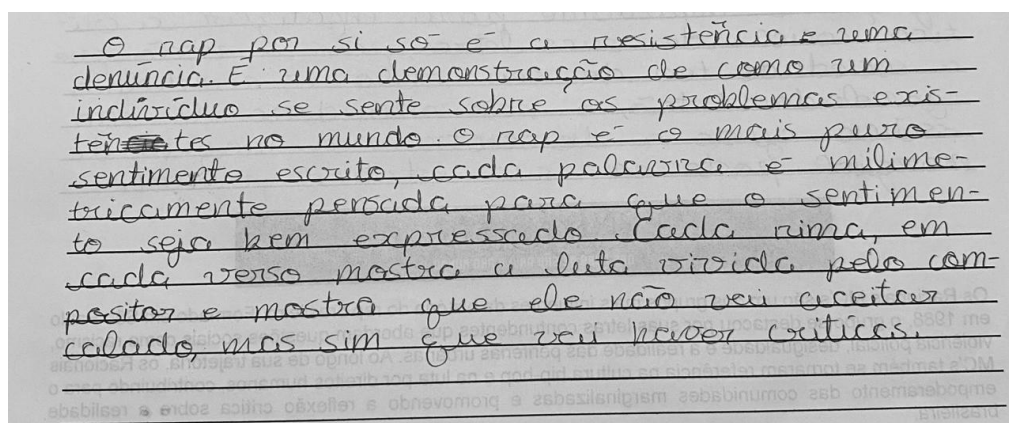 O rap por si só é a resistência e uma
denúncia. É uma demonstração de como um
indivíduo se sente sobre os problemas exis-
tentes no mundo. O rap é o mais puro
sentimento escrito, cada palavra é milime-
tricamente pensada para que o sentimen-
to seja bem expressado. Cada rima, em
cada verso mostra a luta vivida pelo com-
positor e mostra que ele não vai aceitar
calado, mas sim que vai haver críticas.